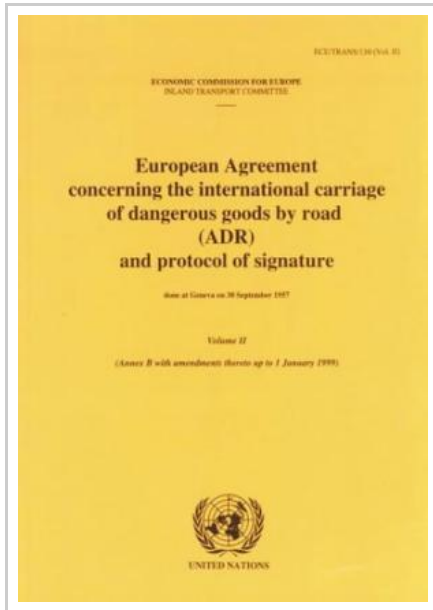 ECE/TRANS/130 (Vol. II)
ECONOMIC COMMISSION FOR EUROPE
INLAND TRANSPORT COMMITTEE
European Agreement
concerning the international carriage
of dangerous goods by road
(ADR)
and protocol of signature
done at Geneva on 30 September 1957
Volume II
(Annex B with amendments thereto up to 1 January 1999)
UNITED NATIONS